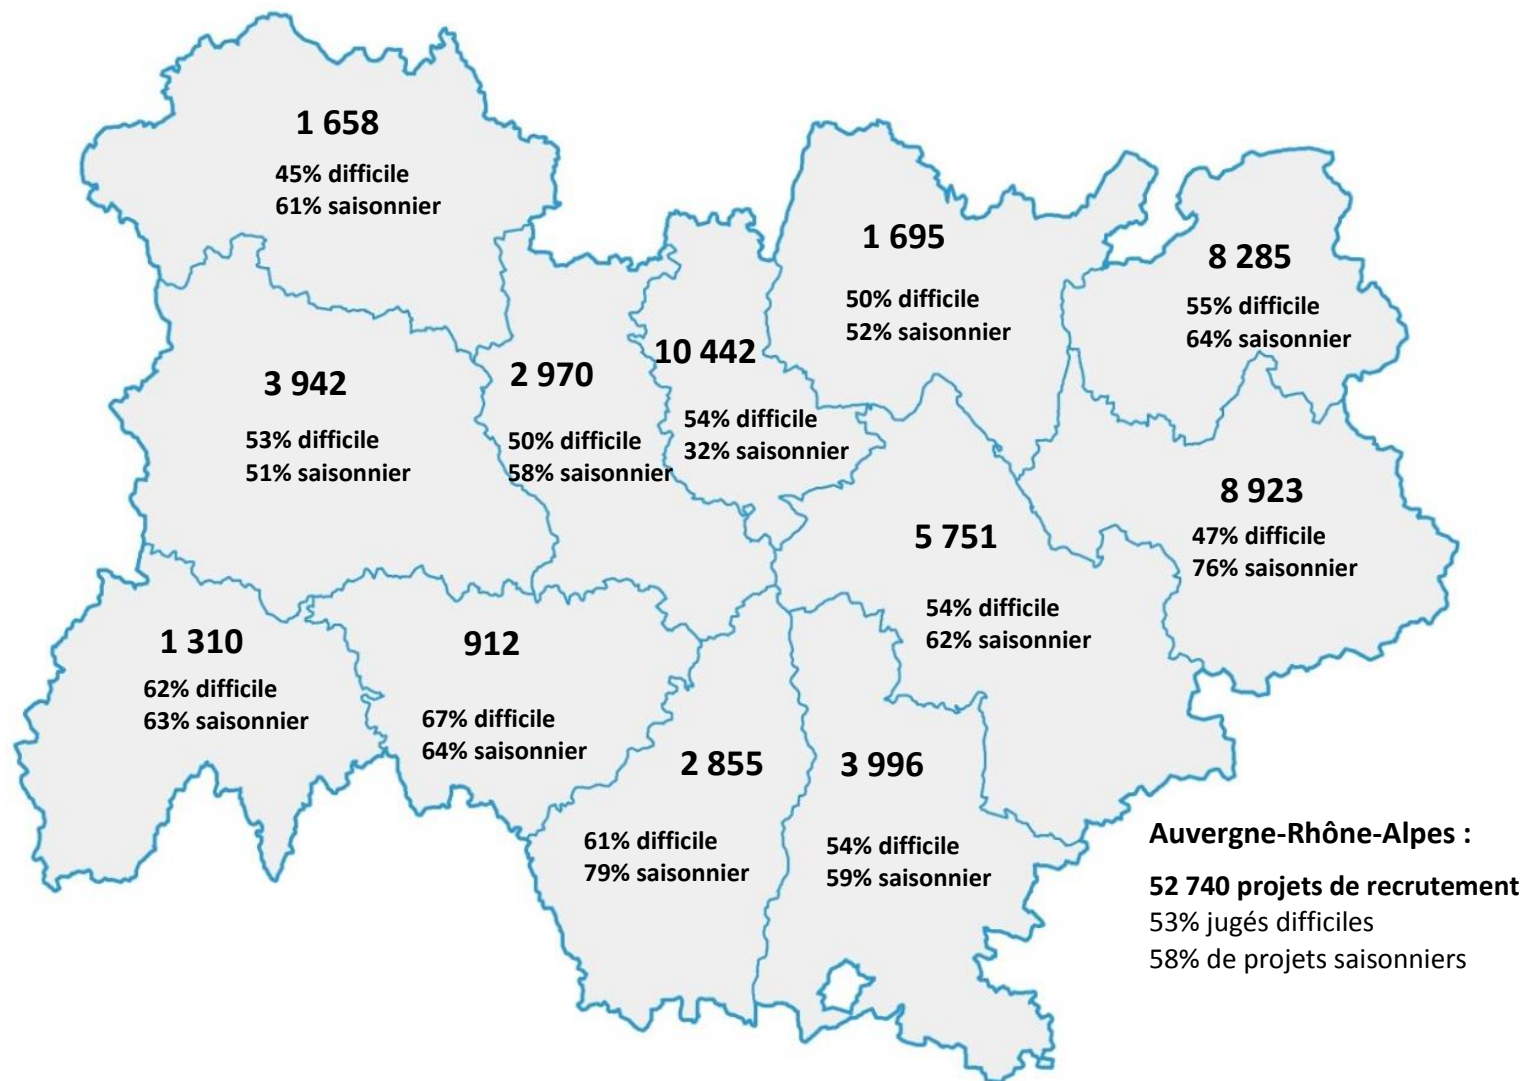 1 658
45% difficile
61% saisonnier
1 695
50% difficile
52% saisonnier
8 285
55% difficile
64% saisonnier
10 442
54% difficile
32% saisonnier
2 970
50% difficile
58% saisonnier
3 942
53% difficile
51% saisonnier
8 923
47% difficile
76% saisonnier
5 751
54% difficile
62% saisonnier
1 310
62% difficile
63% saisonnier
912
67% difficile
64% saisonnier
2 855
61% difficile
79% saisonnier
3 996
54% difficile
59% saisonnier
Auvergne-Rhône-Alpes :
52 740 projets de recrutement
53% jugés difficiles
58% de projets saisonniers